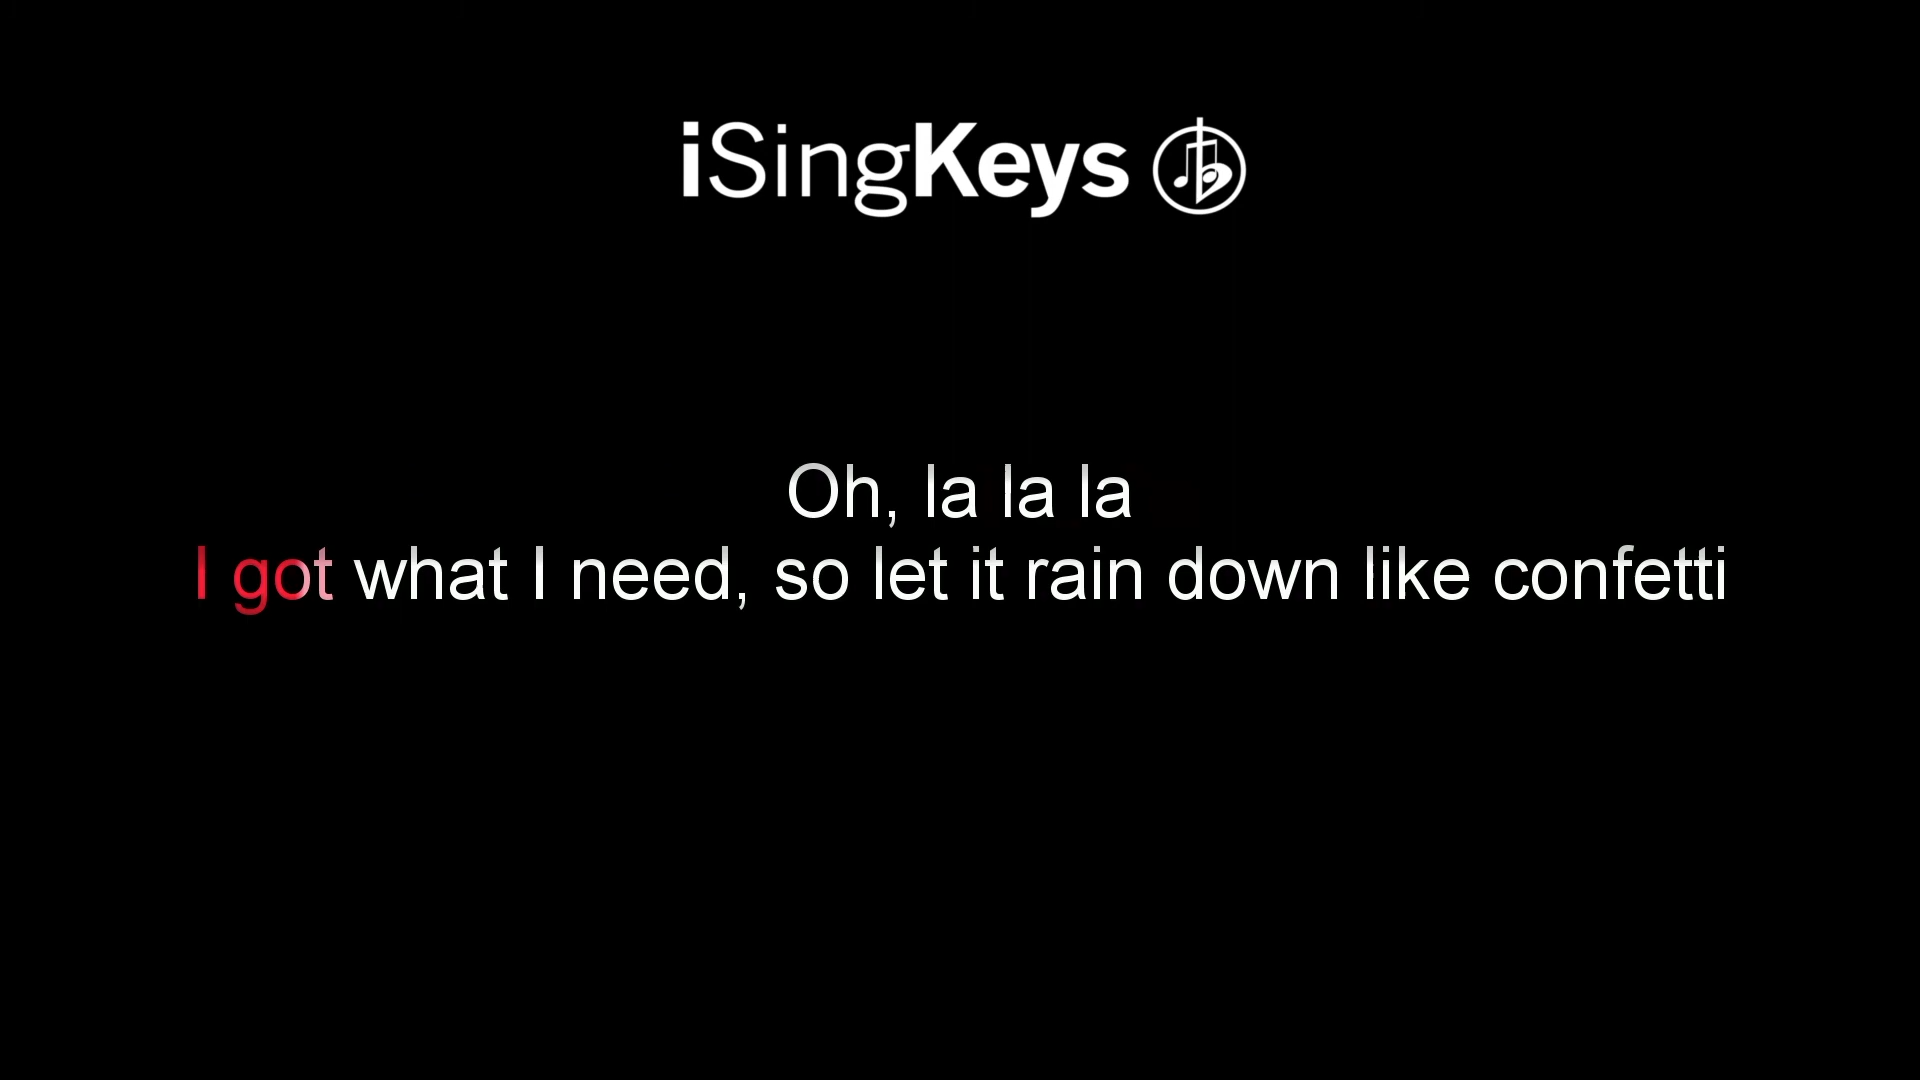 iSingKeys
Oh, la la la
I got what I need, so let it rain down like confetti